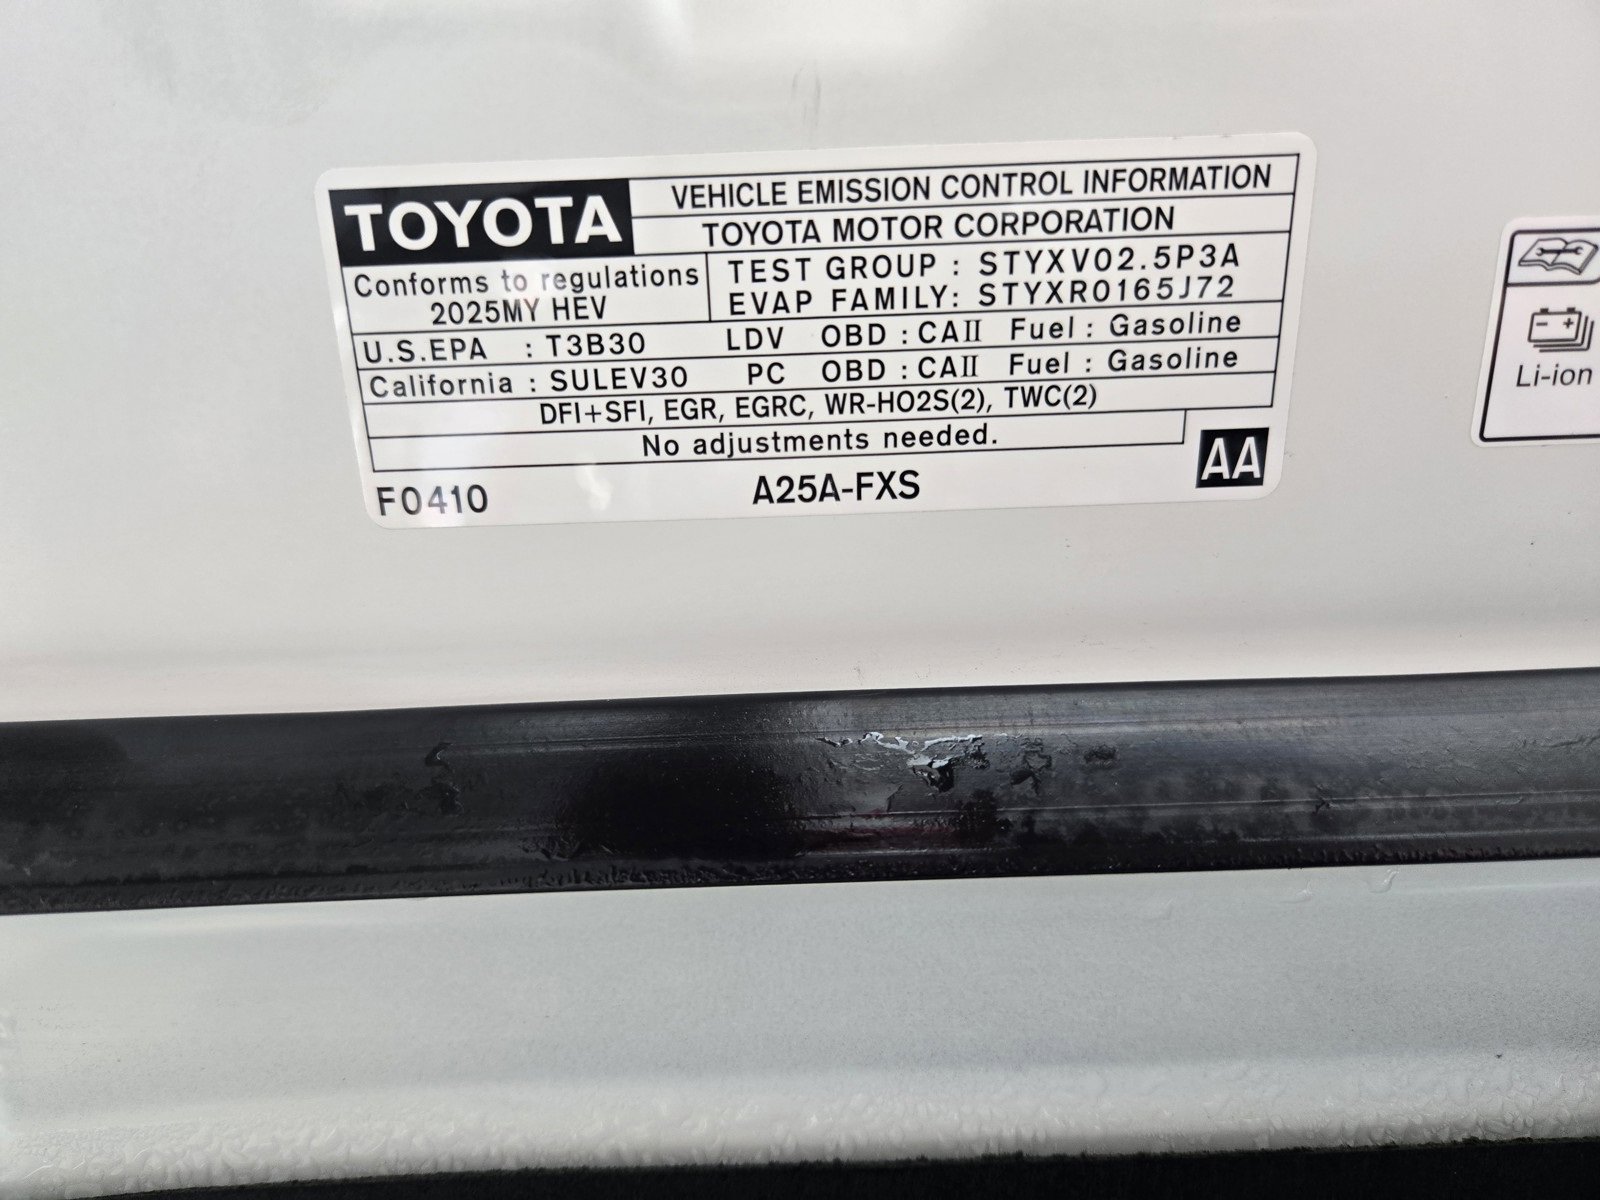 TOYOTA
VEHICLE EMISSION CONTROL INFORMATION
TOYOTA MOTOR CORPORATION
Conforms to regulations
2025MY HEV
TEST GROUP : STYXV02.5P3A
EVAP FAMILY: STYXR0165J72
U.S.EPA : T3B30 LDV OBD : CAII Fuel : Gasoline
California : SULEV30 PC OBD : CAII Fuel : Gasoline
DFI+SFI, EGR, EGRC, WR-HO2S(2), TWC(2)
No adjustments needed.
F0410 A25A-FXS AA
Li-ion